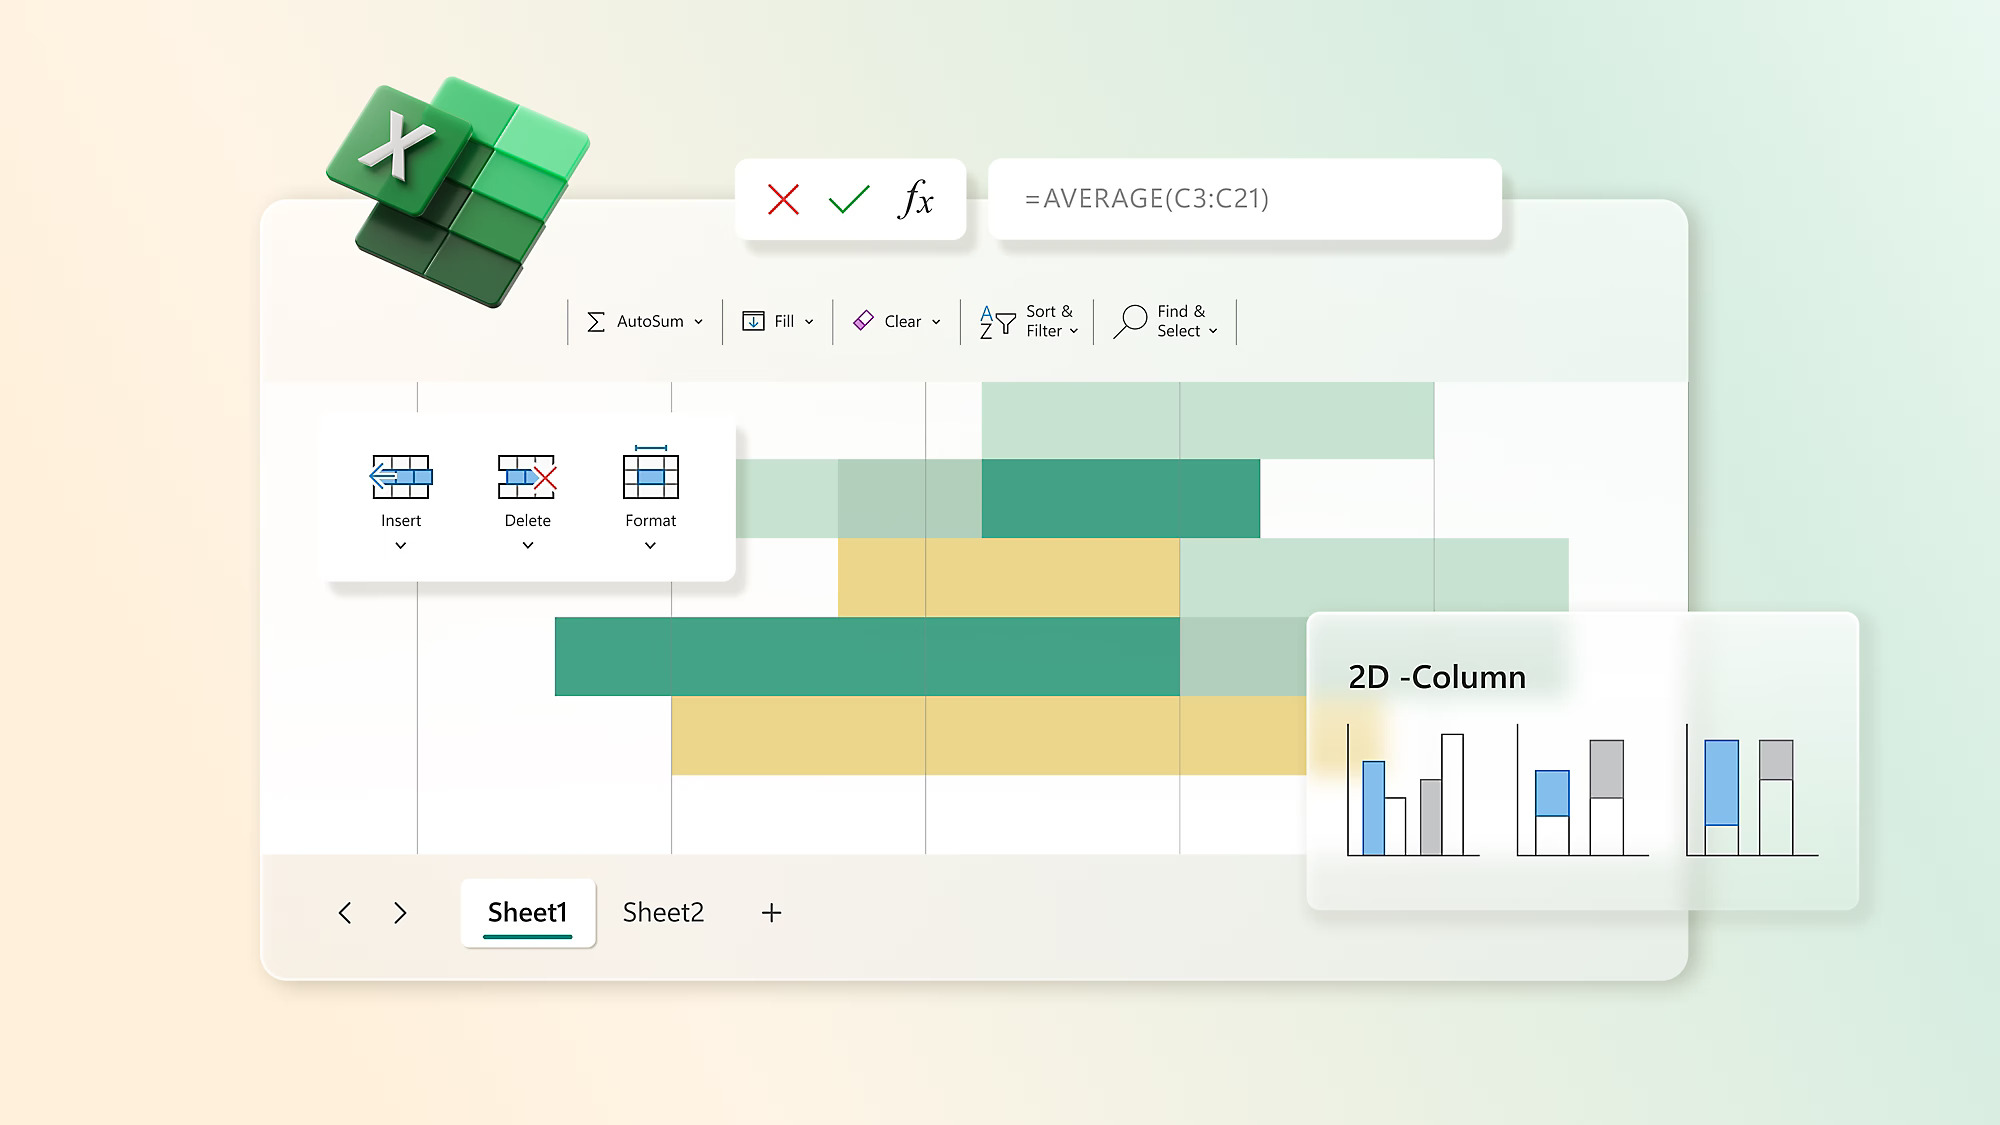 X
fx
=AVERAGE(C3:C21)
AutoSum
Fill
Clear
A
Z
Sort &
Filter
Find &
Select
Insert
Delete
Format
2D -Column
Sheet1
Sheet2
+